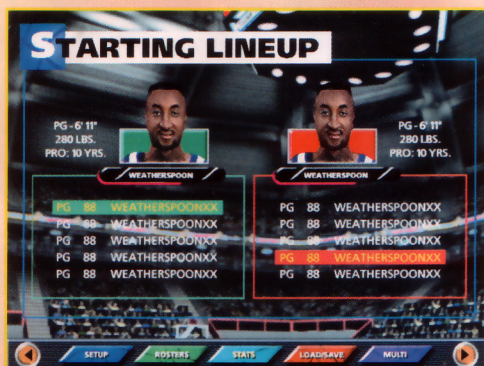 STARTING LINEUP
PG - 6' 11"
280 LBS.
PRO: 10 YRS.
PG - 6' 11"
280 LBS.
PRO: 10 YRS.
WEATHERSPOON
WEATHERSPOON
PG 88 WEATHERSPOONXX
PG 88 WEATHERSPOONXX
PG 88 WEATHERSPOONXX
PG 88 WEATHERSPOONXX
PG 88 WEATHERSPOONXX
PG 88 WEATHERSPOONXX
PG 88 WEATHERSPOONXX
PG 88 WEATHERSPOONXX
PG 88 WEATHERSPOONXX
PG 88 WEATHERSPOONXX
SETUP ROSTERS STATS LOAD/SAVE MULTI